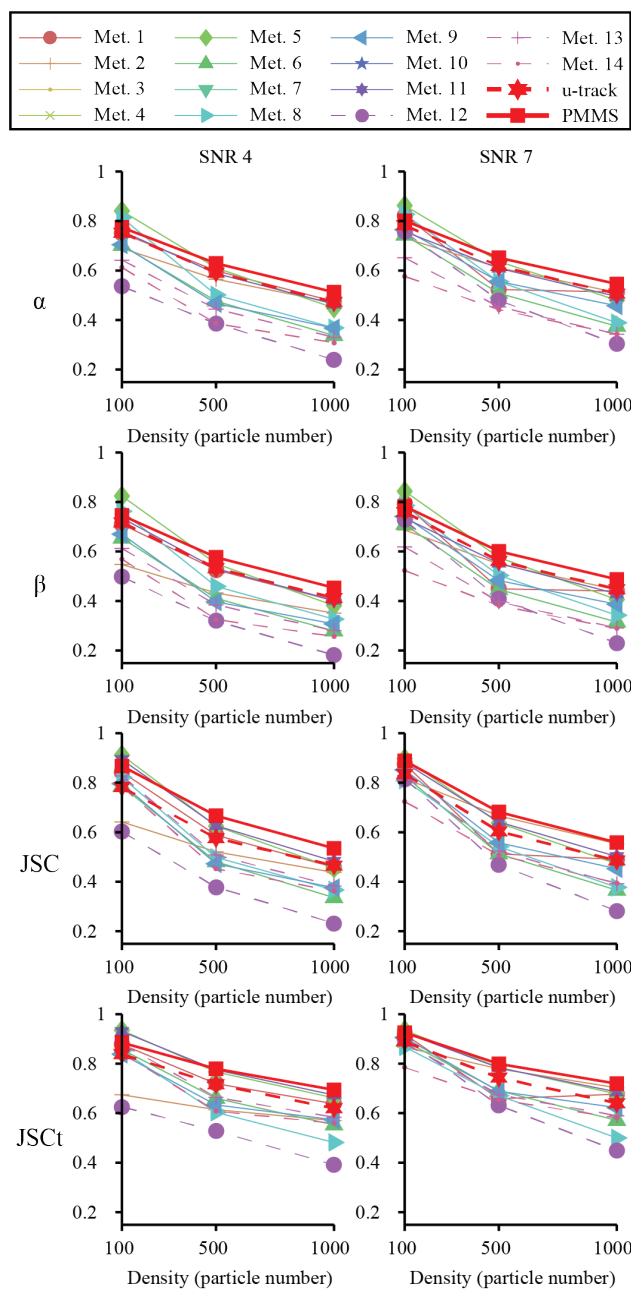 Met. 1 Met. 5 Met. 9 Met. 13
Met. 2 Met. 6 Met. 10 Met. 14
Met. 3 Met. 7 Met. 11 u-track
Met. 4 Met. 8 Met. 12 PMMS
SNR 4 SNR 7
1 1
0.8 0.8
0.6 0.6
α
0.4 0.4
0.2 0.2
100 500 1000 100 500 1000
Density (particle number) Density (particle number)
1 1
0.8 0.8
0.6 0.6
β
0.4 0.4
0.2 0.2
100 500 1000 100 500 1000
Density (particle number) Density (particle number)
1 1
0.8 0.8
0.6 0.6
JSC
0.4 0.4
0.2 0.2
100 500 1000 100 500 1000
Density (particle number) Density (particle number)
1 1
0.8 0.8
0.6 0.6
JSCt
0.4 0.4
0.2 0.2
100 500 1000 100 500 1000
Density (particle number) Density (particle number)